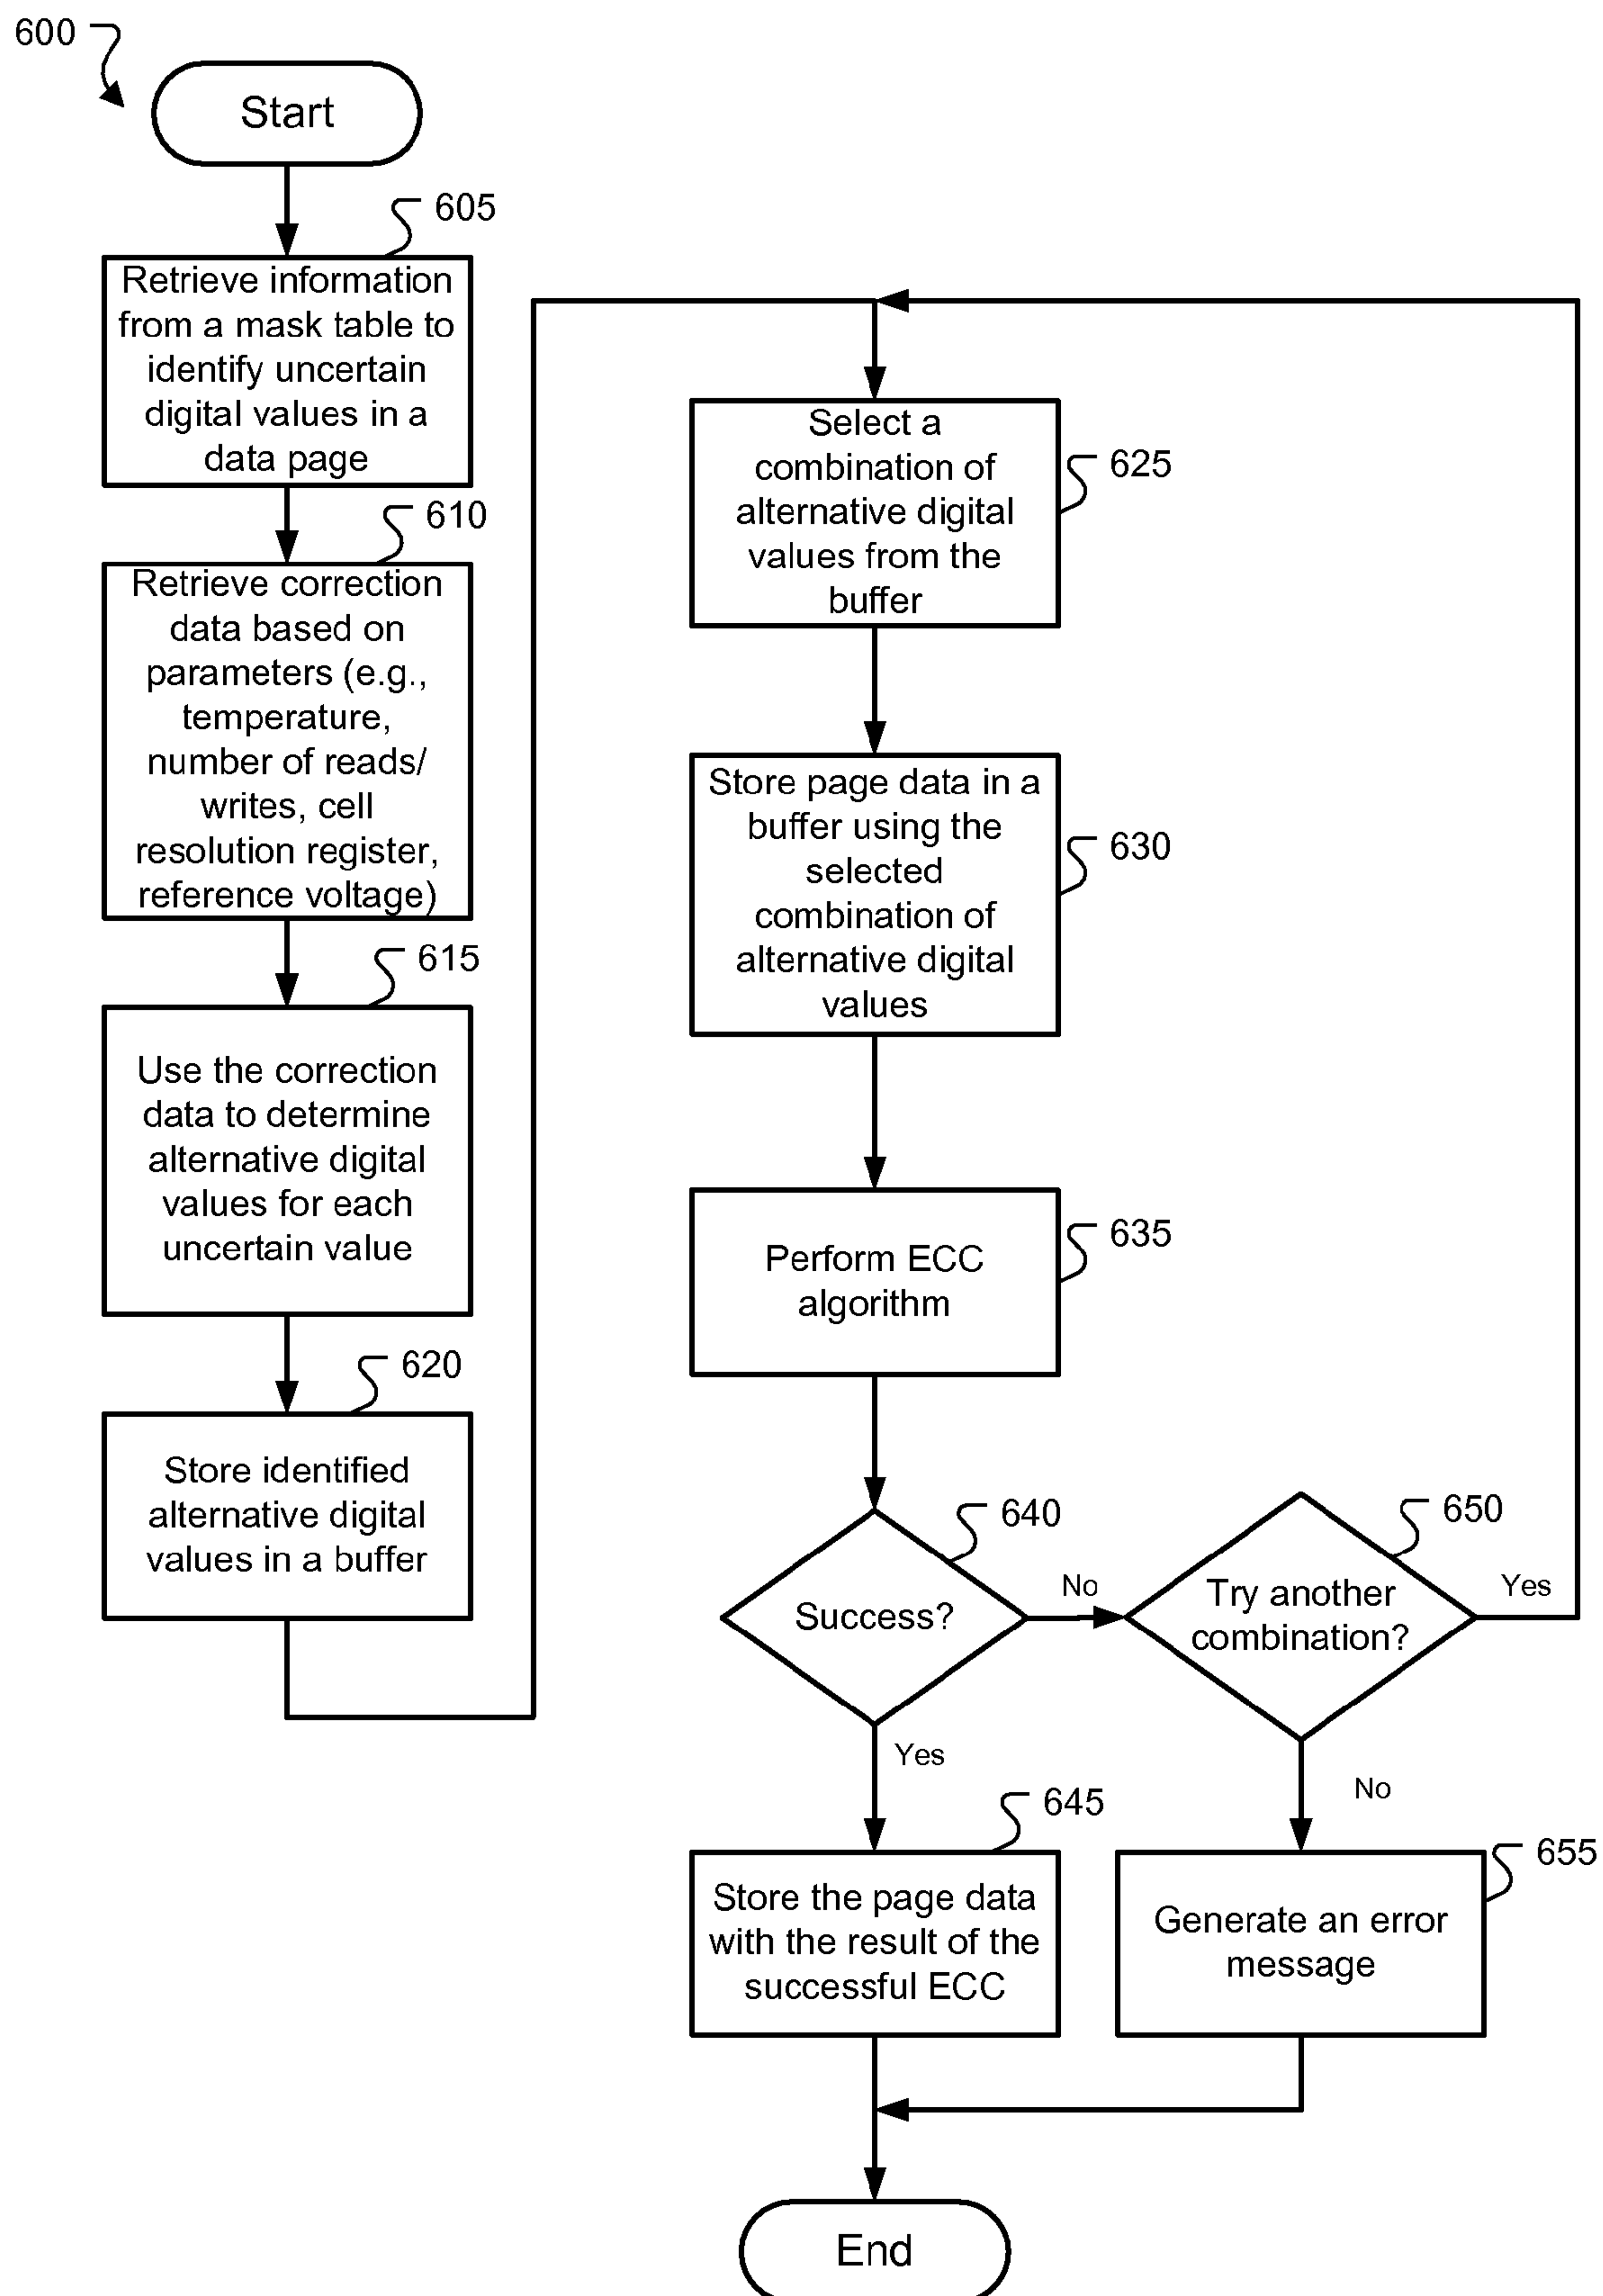 600
Start
605
Retrieve information
from a mask table to
identify uncertain
digital values in a
data page
610
Retrieve correction
data based on
parameters (e.g.,
temperature,
number of reads/
writes, cell
resolution register,
reference voltage)
615
Use the correction
data to determine
alternative digital
values for each
uncertain value
620
Store identified
alternative digital
values in a buffer
Select a
combination of
alternative digital
values from the
buffer
625
Store page data in a
buffer using the
selected
combination of
alternative digital
values
630
Perform ECC
algorithm
635
640
Success?
No
Yes
650
Try another
combination?
Yes
No
645
Store the page data
with the result of the
successful ECC
655
Generate an error
message
End